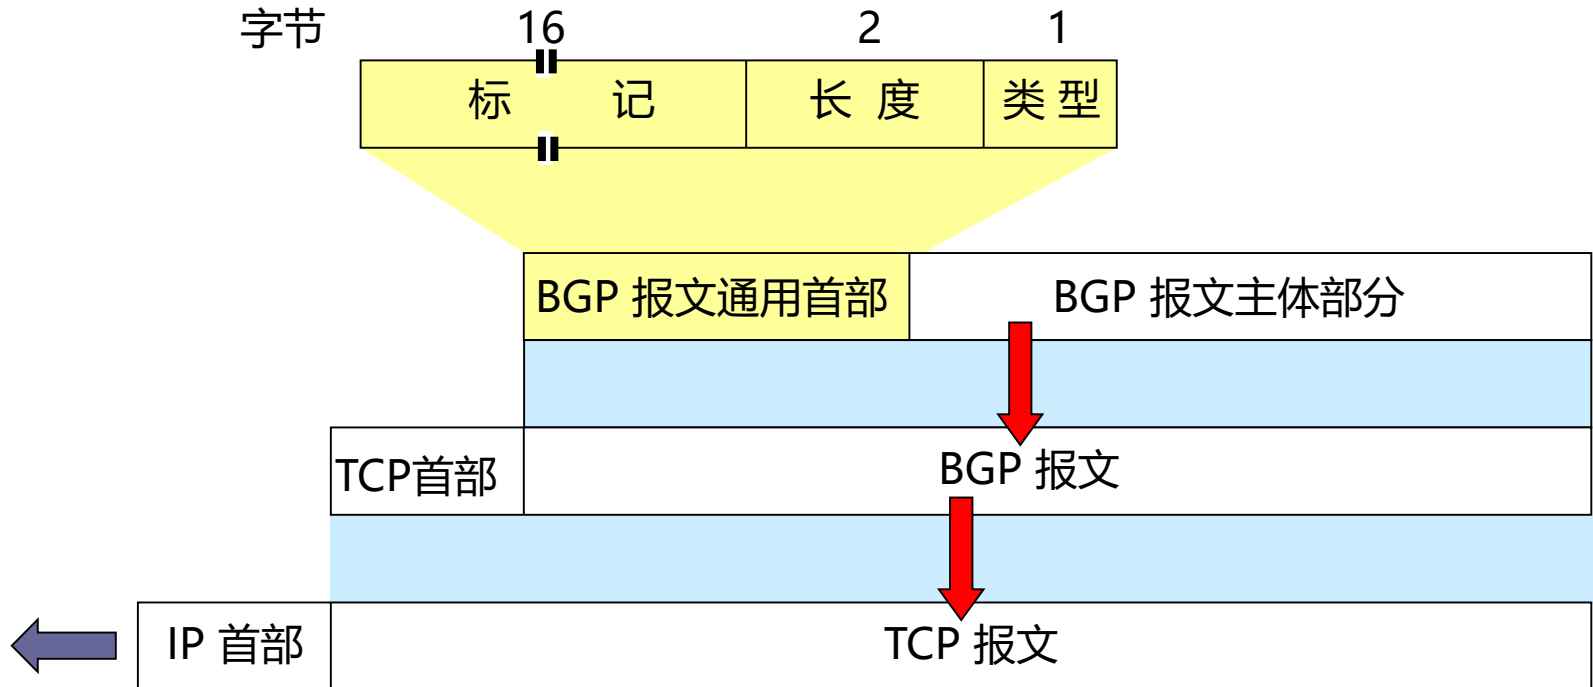 字节 16 2 1
标 记 长 度 类 型
BGP 报文通用首部 BGP 报文主体部分
TCP首部 BGP 报文
IP 首部 TCP 报文